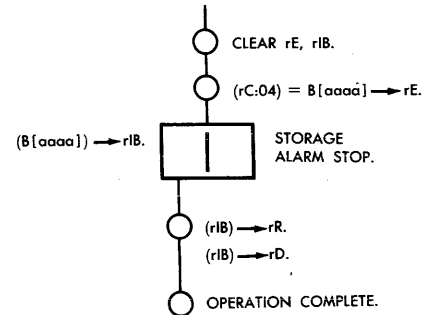 CLEAR rE, rIB.
(rC:04) = B[aaaa] → rE.
(B[aaaa]) → rIB.
STORAGE
ALARM STOP.
(rIB) → rR.
(rIB) → rD.
OPERATION COMPLETE.